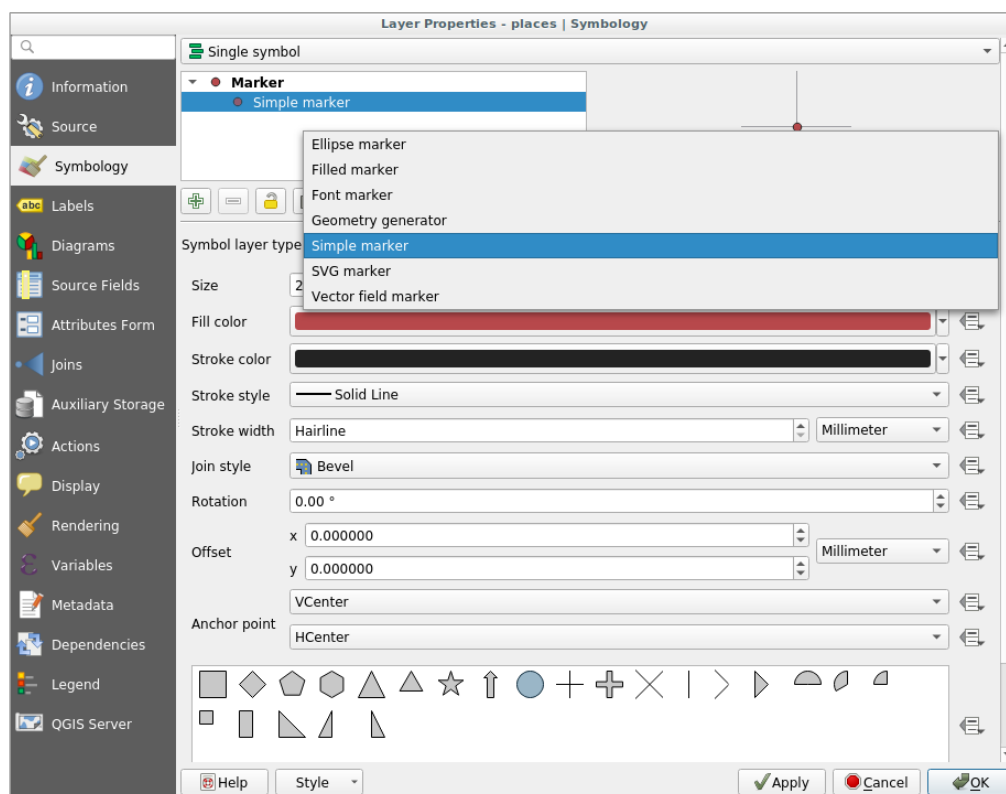 Layer Properties - places | Symbology
Information
Source
Symbology
Labels
Diagrams
Source Fields
Attributes Form
Joins
Auxiliary Storage
Actions
Display
Rendering
Variables
Metadata
Dependencies
Legend
QGIS Server
abc
Single symbol
Marker
Simple marker
Ellipse marker
Filled marker
Font marker
Geometry generator
Simple marker
SVG marker
Vector field marker
Symbol layer type
Size 2
Fill color
Stroke color
Stroke style Solid Line
Stroke width Hairline Millimeter
Join style Bevel
Rotation 0.00 °
Offset x 0.000000 Millimeter
y 0.000000
Anchor point VCenter
HCenter
Help Style Apply Cancel OK